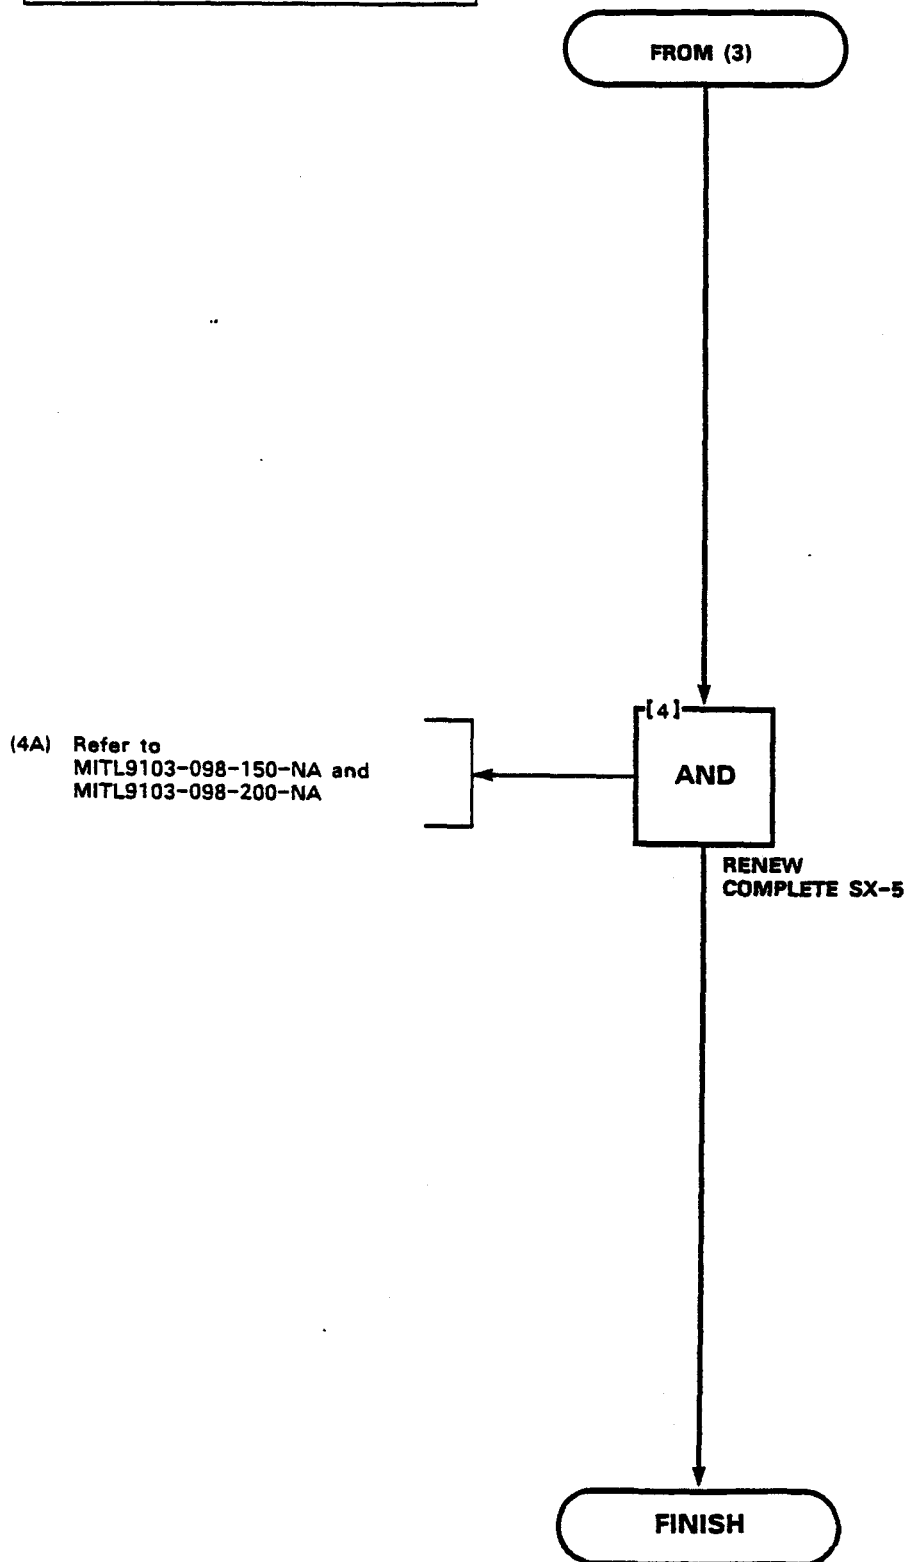 FROM (3)
[4]
(4A) Refer to
MITL9103-098-150-NA and
MITL9103-098-200-NA
AND
RENEW
COMPLETE SX-5
FINISH